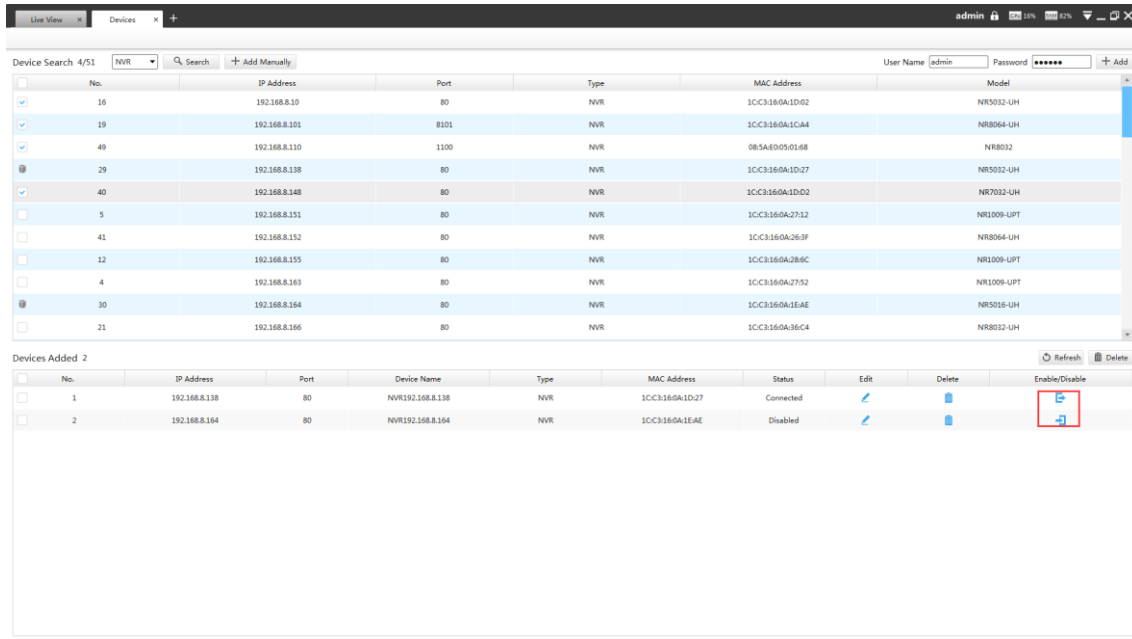 Live View × Devices × + admin CPU 16% MEM 82%
Device Search 4/51 NVR Search + Add Manually User Name admin Password ●●●●●● + Add
No. IP Address Port Type MAC Address Model
16 192.168.8.10 80 NVR 1C:C3:16:0A:1D:02 NR5032-UH
19 192.168.8.101 8101 NVR 1C:C3:16:0A:1C:A4 NR8064-UH
49 192.168.8.110 1100 NVR 08:5A:E0:05:01:68 NR8032
29 192.168.8.138 80 NVR 1C:C3:16:0A:1D:27 NR5032-UH
40 192.168.8.148 80 NVR 1C:C3:16:0A:1D:D2 NR7032-UH
5 192.168.8.151 80 NVR 1C:C3:16:0A:27:12 NR1009-UPT
41 192.168.8.152 80 NVR 1C:C3:16:0A:26:3F NR8064-UH
12 192.168.8.155 80 NVR 1C:C3:16:0A:28:6C NR1009-UPT
4 192.168.8.163 80 NVR 1C:C3:16:0A:27:52 NR1009-UPT
30 192.168.8.164 80 NVR 1C:C3:16:0A:1E:AE NR5016-UH
21 192.168.8.166 80 NVR 1C:C3:16:0A:36:C4 NR8032-UH
Devices Added 2 Refresh Delete
No. IP Address Port Device Name Type MAC Address Status Edit Delete Enable/Disable
1 192.168.8.138 80 NVR192.168.8.138 NVR 1C:C3:16:0A:1D:27 Connected
2 192.168.8.164 80 NVR192.168.8.164 NVR 1C:C3:16:0A:1E:AE Disabled